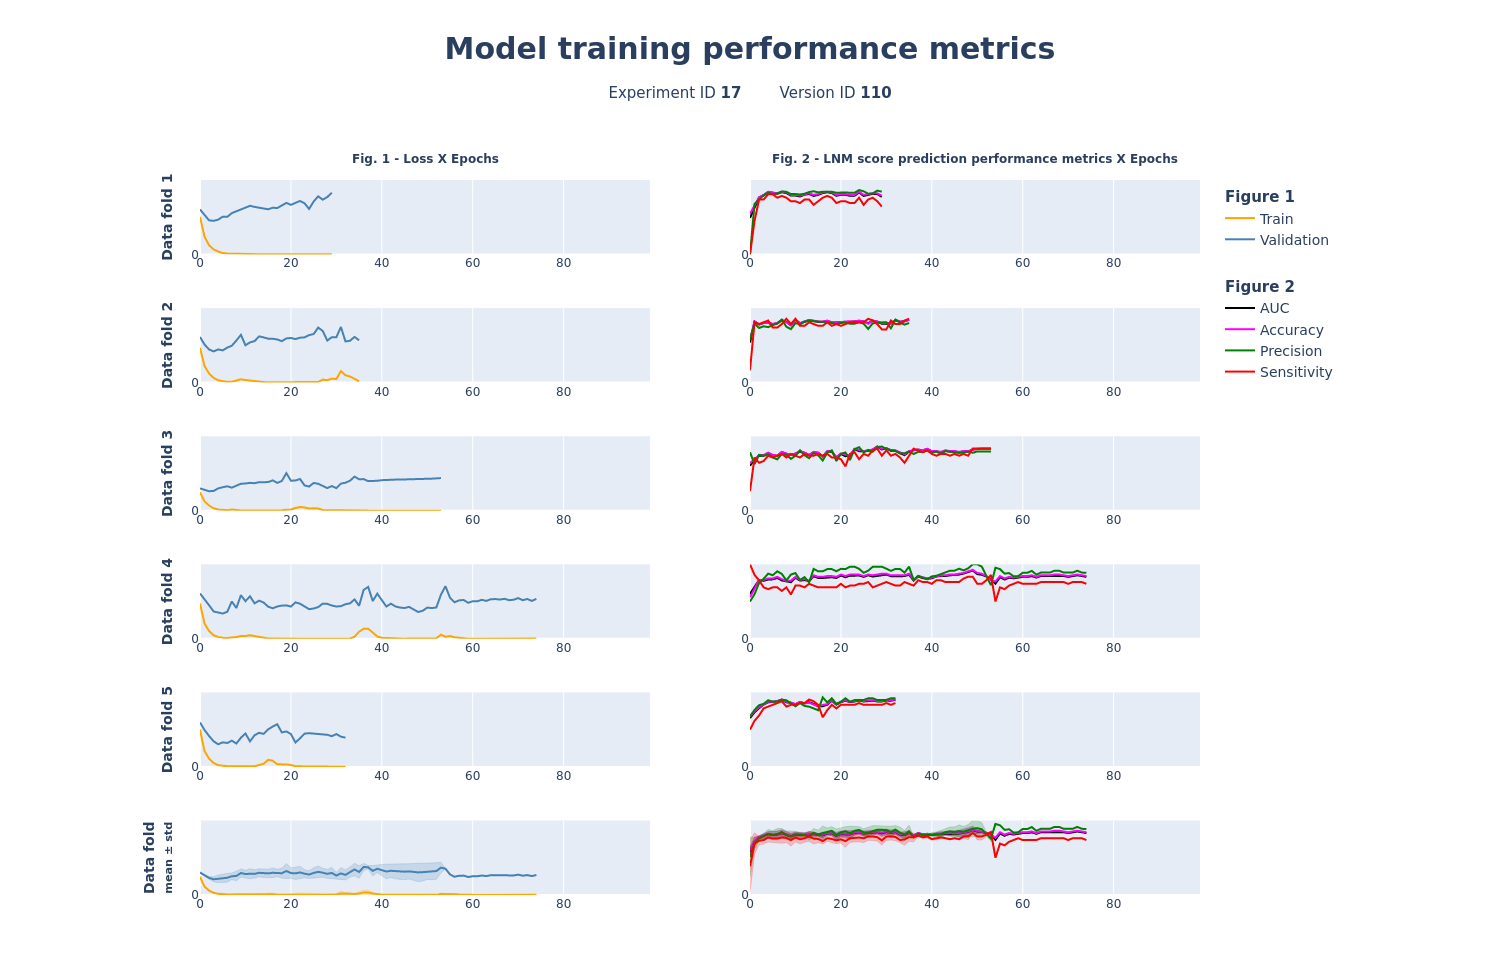 Model training performance metrics
Experiment ID 17 Version ID 110
Fig. 1 - Loss X Epochs
Fig. 2 - LNM score prediction performance metrics X Epochs
Data fold 1
0
0 20 40 60 80
0
0 20 40 60 80
Figure 1
Train
Validation
Figure 2
AUC
Accuracy
Precision
Sensitivity
Data fold 2
0
0 20 40 60 80
0
0 20 40 60 80
Data fold 3
0
0 20 40 60 80
0
0 20 40 60 80
Data fold 4
0
0 20 40 60 80
0
0 20 40 60 80
Data fold 5
0
0 20 40 60 80
0
0 20 40 60 80
Data fold
mean ± std
0
0 20 40 60 80
0
0 20 40 60 80